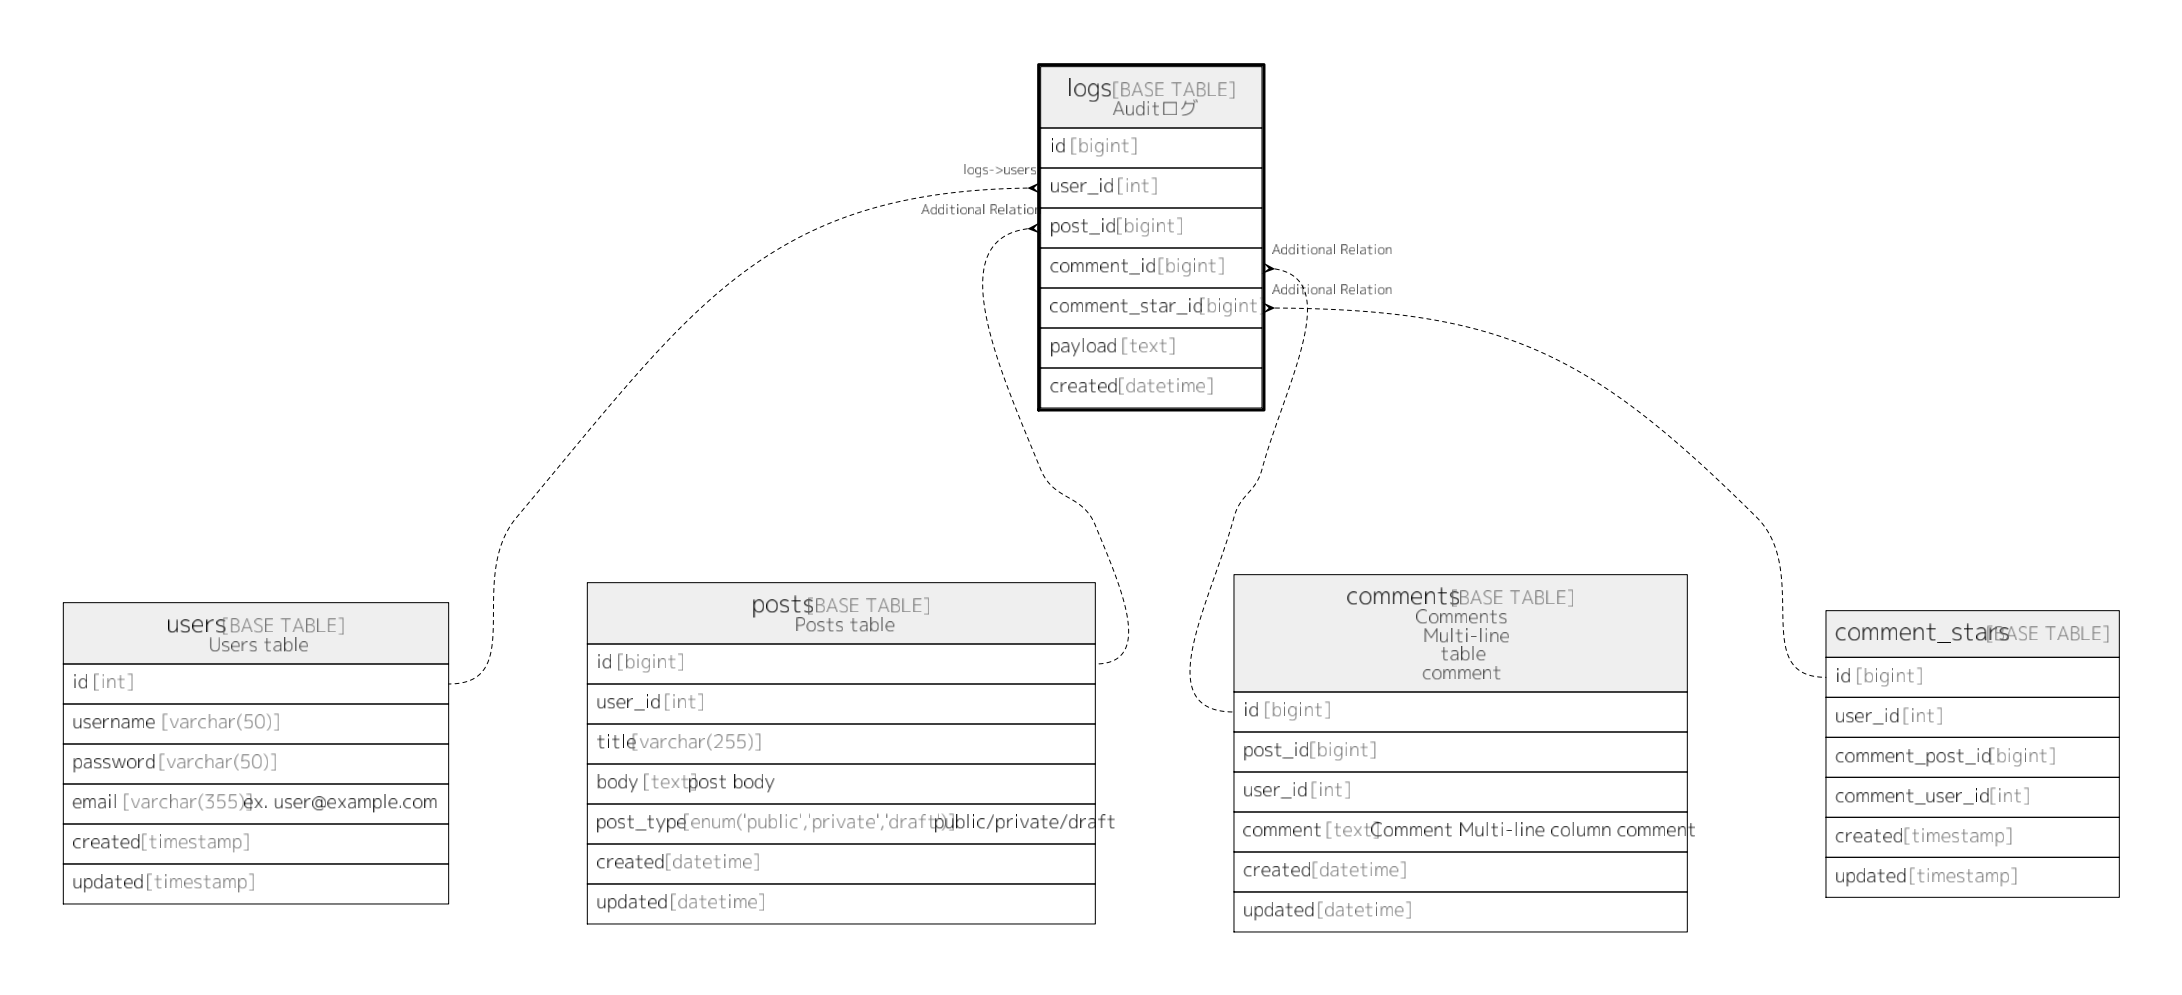 logs [BASE TABLE]
Auditログ
id [bigint]
logs->users
user_id [int]
Additional Relation
post_id [bigint]
Additional Relation
comment_id [bigint]
Additional Relation
comment_star_id [bigint
payload [text]
created [datetime]
users [BASE TABLE]
Users table
id [int]
username [varchar(50)]
password [varchar(50)]
email [varchar(355)] ex. user@example.com
created [timestamp]
updated [timestamp]
posts [BASE TABLE]
Posts table
id [bigint]
user_id [int]
title [varchar(255)]
body [text] post body
post_type [enum('public','private','draft')] public/private/draft
created [datetime]
updated [datetime]
comments [BASE TABLE]
Comments
Multi-line
table
comment
id [bigint]
post_id [bigint]
user_id [int]
comment [text] Comment Multi-line column comment
created [datetime]
updated [datetime]
comment_stars [BASE TABLE]
id [bigint]
user_id [int]
comment_post_id [bigint]
comment_user_id [int]
created [timestamp]
updated [timestamp]